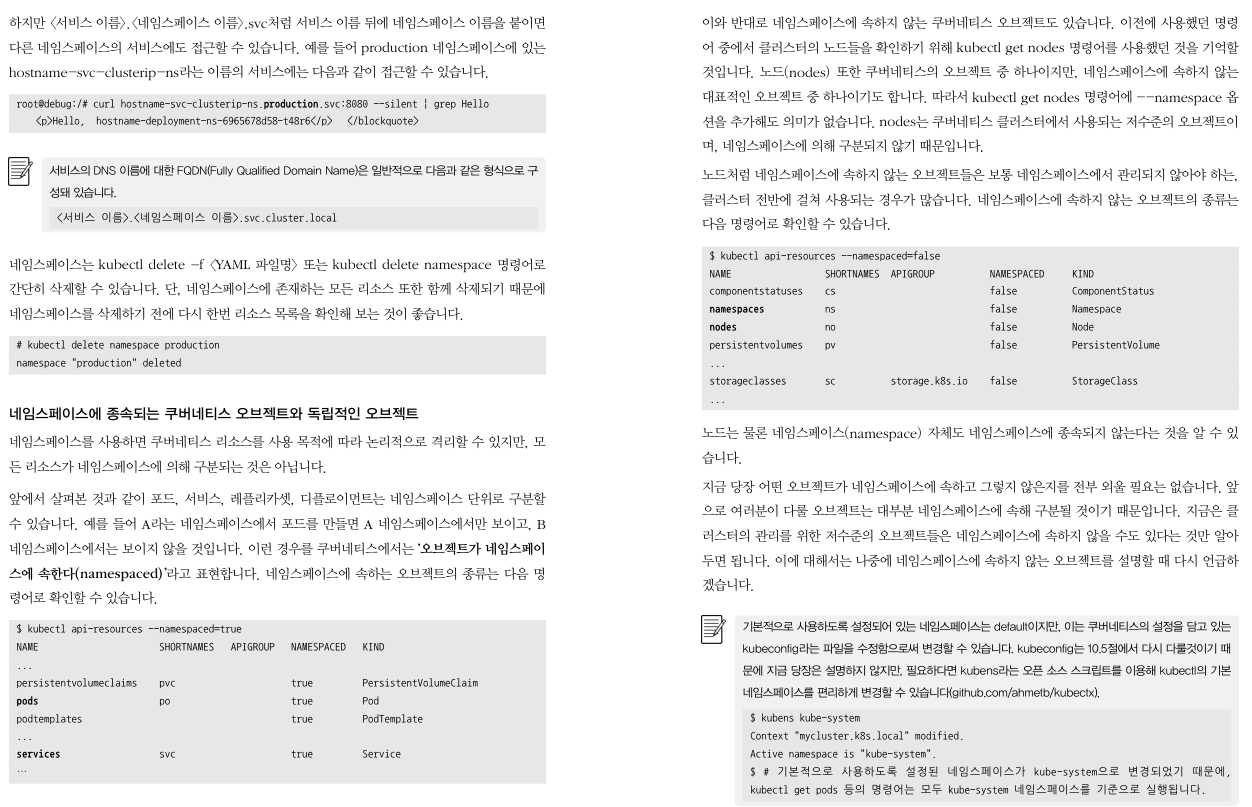 하지만 〈서비스 이름〉.〈네임스페이스 이름〉.svc처럼 서비스 이름 뒤에 네임스페이스 이름을 붙이면
다른 네임스페이스의 서비스에도 접근할 수 있습니다. 예를 들어 production 네임스페이스에 있는
hostname-svc-clusterip-ns라는 이름의 서비스에는 다음과 같이 접근할 수 있습니다.
root@debug:/# curl hostname-svc-clusterip-ns.production.svc:8080 --silent | grep Hello
<p>Hello,  hostname-deployment-ns-6965678d58-t48r6</p>  </blockquote>
서비스의 DNS 이름에 대한 FQDN(Fully Qualified Domain Name)은 일반적으로 다음과 같은 형식으로 구
성돼 있습니다.
〈서비스 이름〉.〈네임스페이스 이름〉.svc.cluster.local
네임스페이스는 kubectl delete -f 〈YAML 파일명〉 또는 kubectl delete namespace 명령어로
간단히 삭제할 수 있습니다. 단, 네임스페이스에 존재하는 모든 리소스 또한 함께 삭제되기 때문에
네임스페이스를 삭제하기 전에 다시 한번 리소스 목록을 확인해 보는 것이 좋습니다.
# kubectl delete namespace production
namespace "production" deleted
네임스페이스에 종속되는 쿠버네티스 오브젝트와 독립적인 오브젝트
네임스페이스를 사용하면 쿠버네티스 리소스를 사용 목적에 따라 논리적으로 격리할 수 있지만, 모
든 리소스가 네임스페이스에 의해 구분되는 것은 아닙니다.
앞에서 살펴본 것과 같이 포드, 서비스, 레플리카셋, 디플로이먼트는 네임스페이스 단위로 구분할
수 있습니다. 예를 들어 A라는 네임스페이스에서 포드를 만들면 A 네임스페이스에서만 보이고, B
네임스페이스에서는 보이지 않을 것입니다. 이런 경우를 쿠버네티스에서는 '오브젝트가 네임스페이
스에 속한다(namespaced)'라고 표현합니다. 네임스페이스에 속하는 오브젝트의 종류는 다음 명
령어로 확인할 수 있습니다.
$ kubectl api-resources --namespaced=true
NAME SHORTNAMES APIGROUP NAMESPACED KIND
...
persistentvolumeclaims pvc true PersistentVolumeClaim
pods po true Pod
podtemplates true PodTemplate
...
services svc true Service
...
이와 반대로 네임스페이스에 속하지 않는 쿠버네티스 오브젝트도 있습니다. 이전에 사용했던 명령
어 중에서 클러스터의 노드들을 확인하기 위해 kubectl get nodes 명령어를 사용했던 것을 기억할
것입니다. 노드(nodes) 또한 쿠버네티스의 오브젝트 중 하나이지만, 네임스페이스에 속하지 않는
대표적인 오브젝트 중 하나이기도 합니다. 따라서 kubectl get nodes 명령어에 --namespace 옵
션을 추가해도 의미가 없습니다. nodes는 쿠버네티스 클러스터에서 사용되는 저수준의 오브젝트이
며, 네임스페이스에 의해 구분되지 않기 때문입니다.
노드처럼 네임스페이스에 속하지 않는 오브젝트들은 보통 네임스페이스에서 관리되지 않아야 하는,
클러스터 전반에 걸쳐 사용되는 경우가 많습니다. 네임스페이스에 속하지 않는 오브젝트의 종류는
다음 명령어로 확인할 수 있습니다.
$ kubectl api-resources --namespaced=false
NAME SHORTNAMES APIGROUP NAMESPACED KIND
componentstatuses cs false ComponentStatus
namespaces ns false Namespace
nodes no false Node
persistentvolumes pv false PersistentVolume
...
storageclasses sc storage.k8s.io false StorageClass
...
노드는 물론 네임스페이스(namespace) 자체도 네임스페이스에 종속되지 않는다는 것을 알 수 있
습니다.
지금 당장 어떤 오브젝트가 네임스페이스에 속하고 그렇지 않은지를 전부 외울 필요는 없습니다. 앞
으로 여러분이 다룰 오브젝트는 대부분 네임스페이스에 속해 구분될 것이기 때문입니다. 지금은 클
러스터의 관리를 위한 저수준의 오브젝트들은 네임스페이스에 속하지 않을 수도 있다는 것만 알아
두면 됩니다. 이에 대해서는 나중에 네임스페이스에 속하지 않는 오브젝트를 설명할 때 다시 언급하
겠습니다.
기본적으로 사용하도록 설정되어 있는 네임스페이스는 default이지만, 이는 쿠버네티스의 설정을 담고 있는
kubeconfig라는 파일을 수정함으로써 변경할 수 있습니다. kubeconfig는 10.5절에서 다시 다룰것이기 때
문에 지금 당장은 설명하지 않지만, 필요하다면 kubens라는 오픈 소스 스크립트를 이용해 kubectl의 기본
네임스페이스를 편리하게 변경할 수 있습니다(github.com/ahmetb/kubectx).
$ kubens kube-system
Context "mycluster.k8s.local" modified.
Active namespace is "kube-system".
$ # 기본적으로 사용하도록 설정된 네임스페이스가 kube-system으로 변경되었기 때문에,
kubectl get pods 등의 명령어는 모두 kube-system 네임스페이스를 기준으로 실행됩니다.